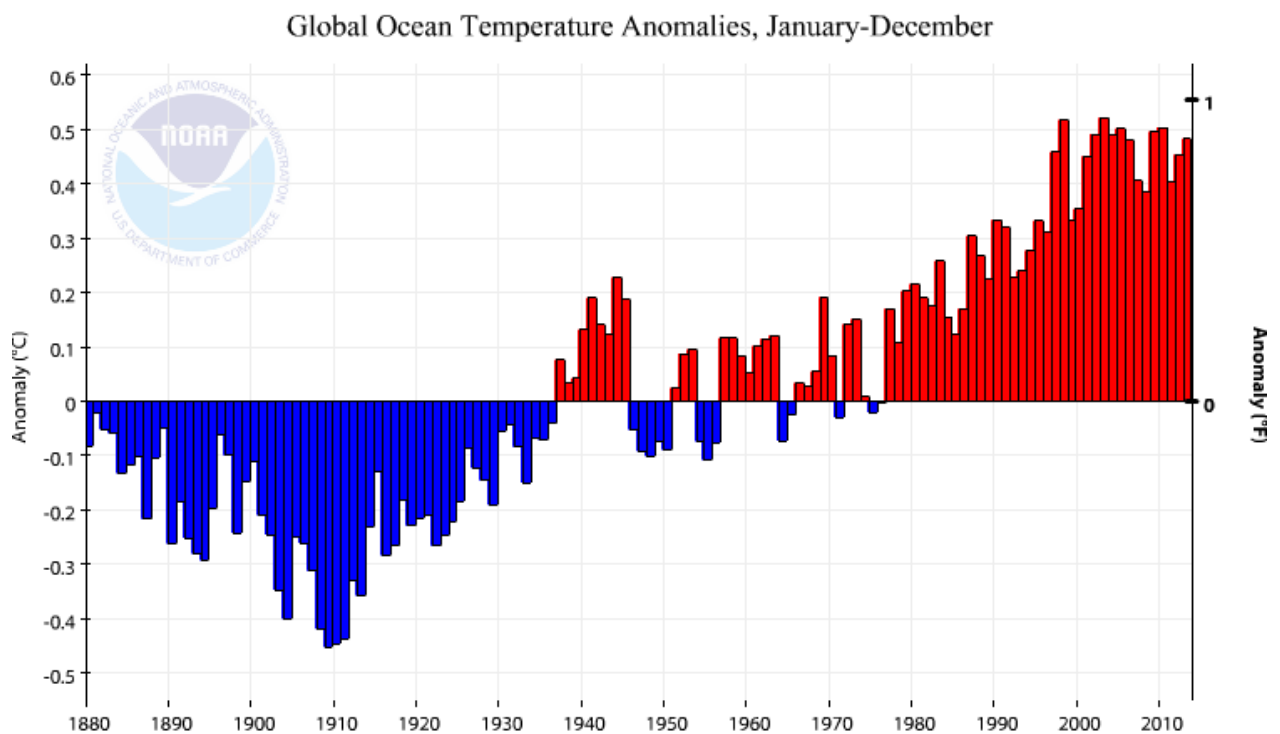 Global Ocean Temperature Anomalies, January-December
NATIONAL OCEANIC AND ATMOSPHERIC ADMINISTRATION
NOAA
U.S. DEPARTMENT OF COMMERCE
Anomaly (°C)
0.6
0.5
0.4
0.3
0.2
0.1
0
-0.1
-0.2
-0.3
-0.4
-0.5
1
0
Anomaly (°F)
1880 1890 1900 1910 1920 1930 1940 1950 1960 1970 1980 1990 2000 2010